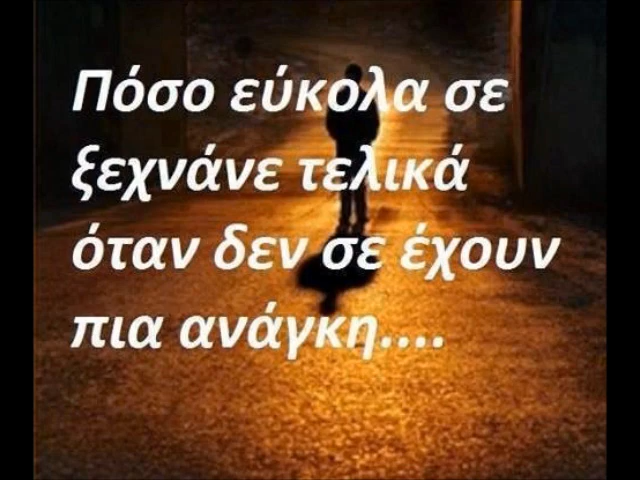 Πόσο εύκολα σε
ξεχνάνε τελικά
όταν δεν σε έχουν
πια ανάγκη....